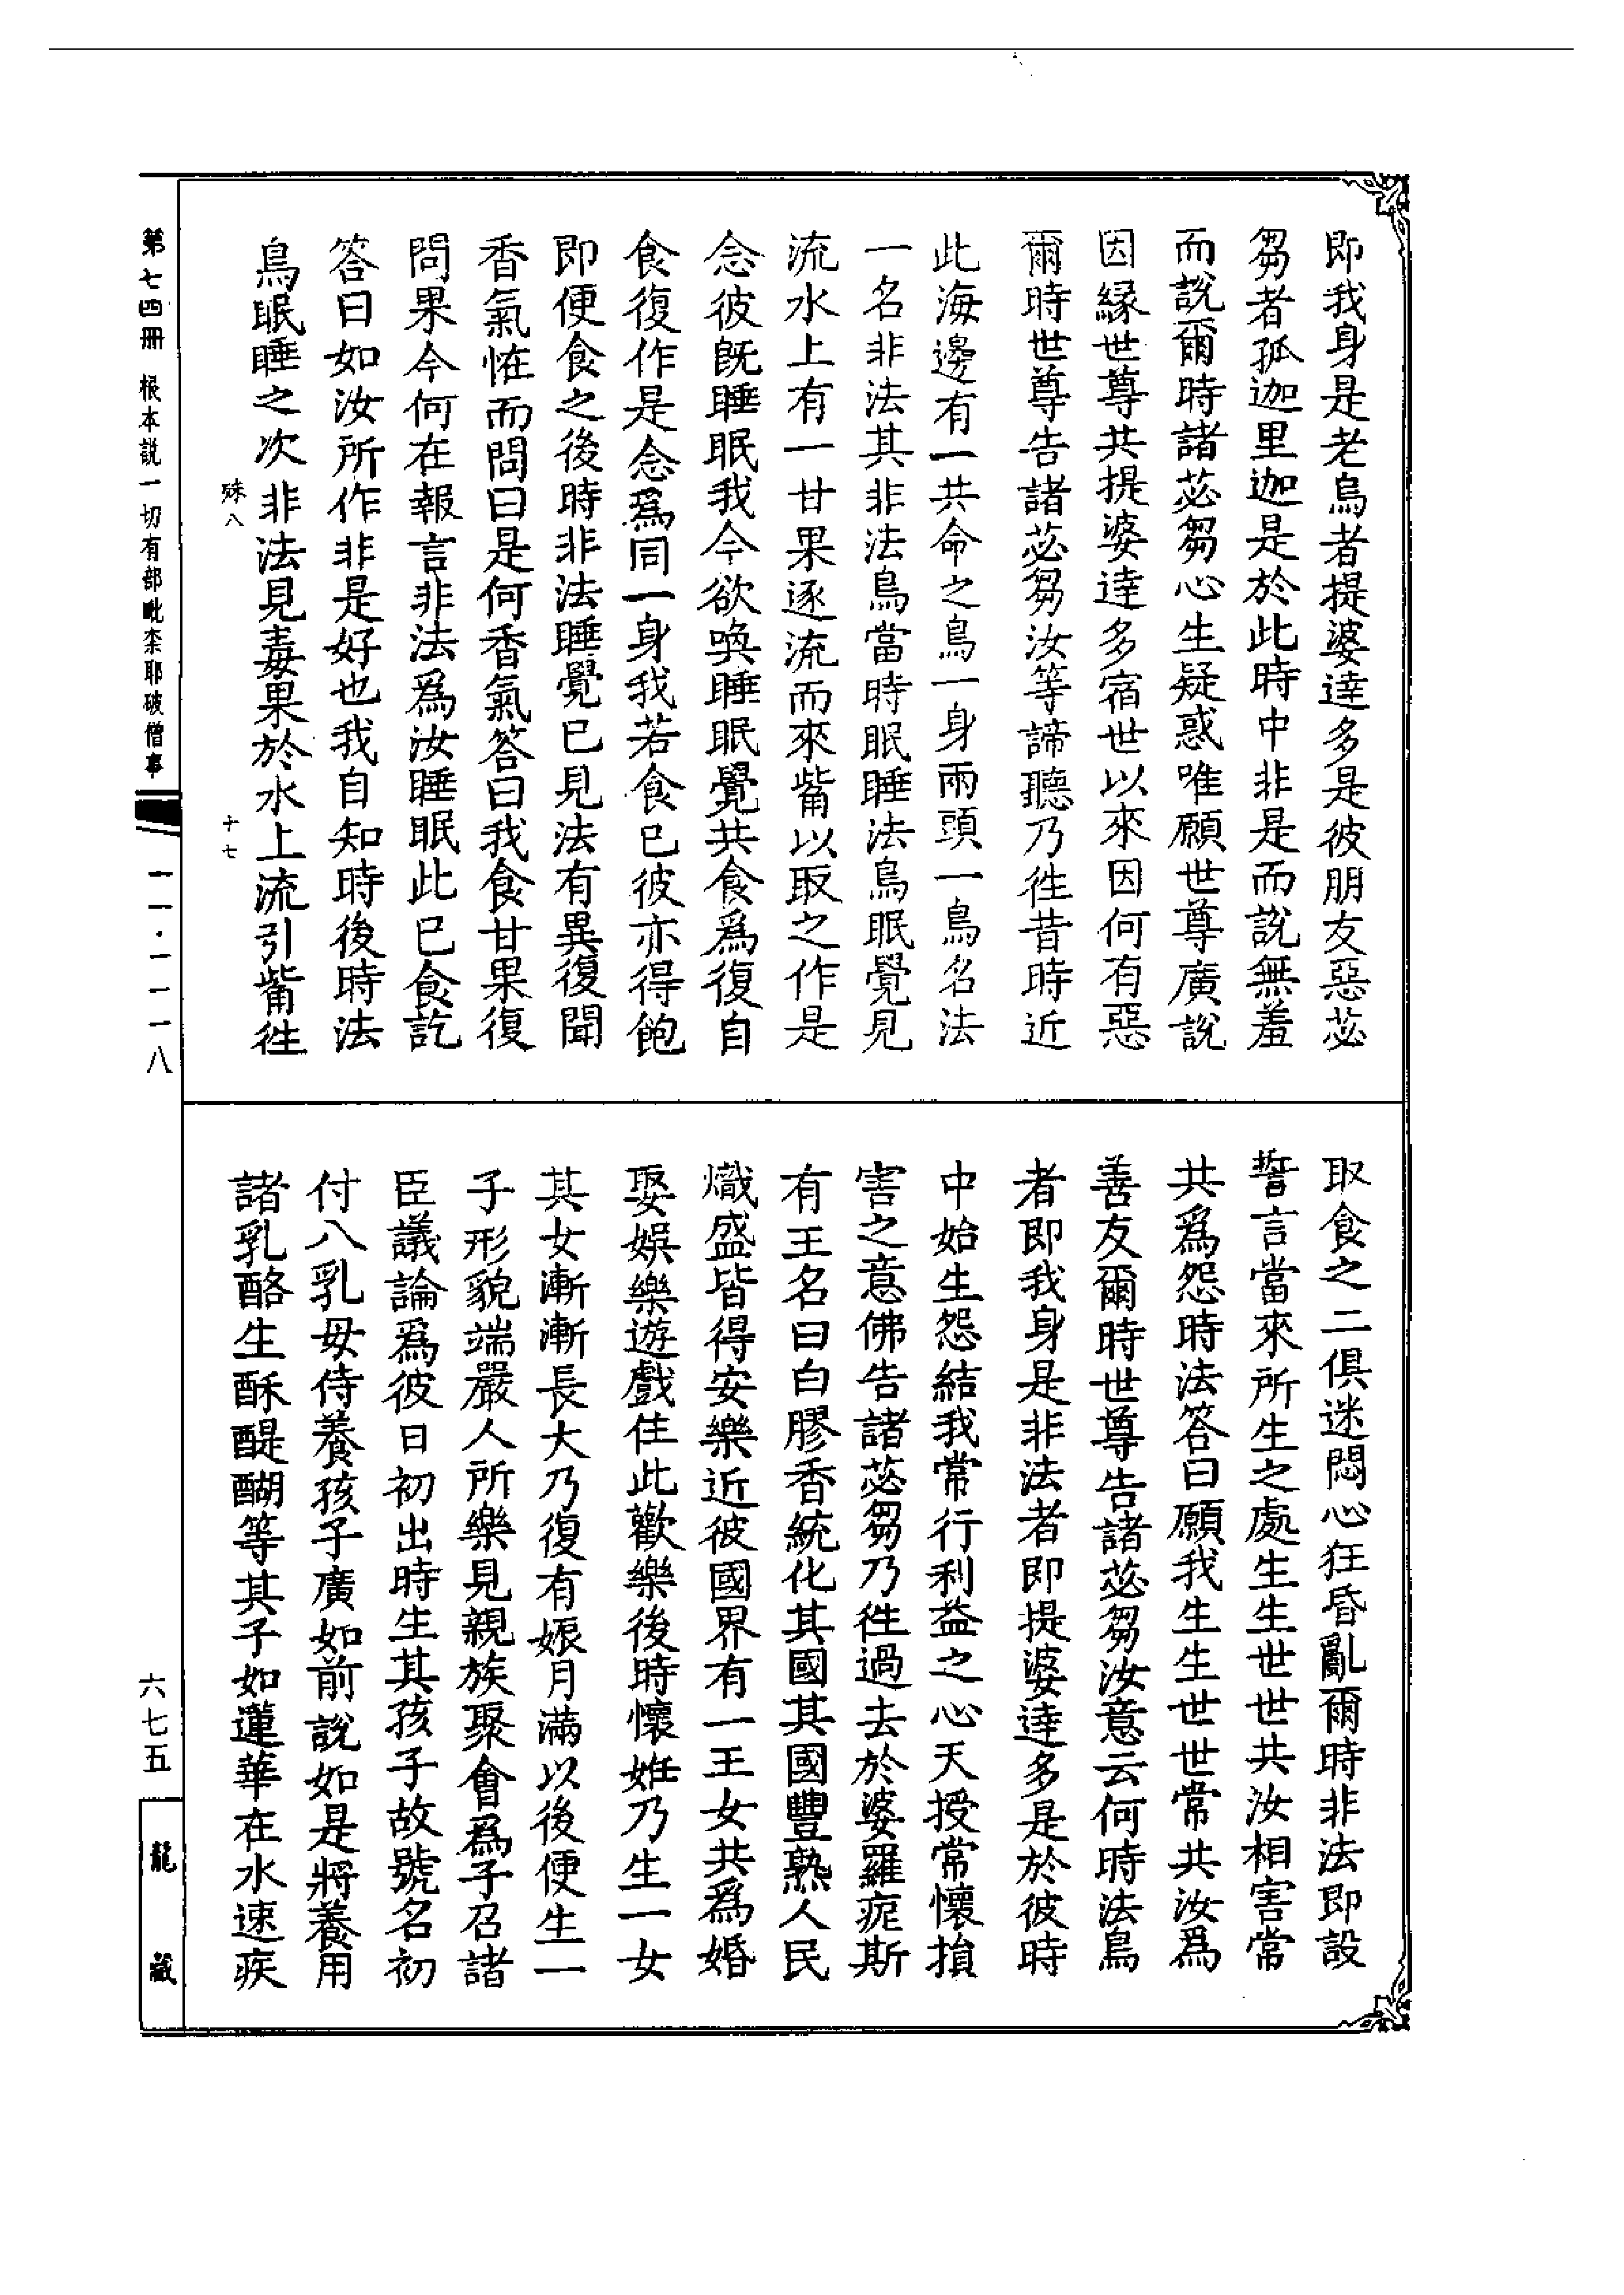 即我身是老烏者提婆達多是彼朋友惡苾
芻者孤迦里迦是於此時中非是而說無羞
而說爾時諸苾芻心生疑惑唯願世尊廣說
因緣世尊共提婆達多宿世以來因何有惡
爾時世尊告諸苾芻汝等諦聽乃徃昔時近
此海邊有一共命之鳥一身兩頭一鳥名法
一名非法其非法鳥當時眠睡法鳥眠覺見
流水上有一甘果逐流而來觜以取之作是
念彼旣睡眠我今欲喚睡眠覺共食爲復自
食復作是念爲同一身我若食已彼亦得飽
即便食之後時非法睡覺已見法有異復聞
香氣恠而問曰是何香氣答曰我食甘果復
問果今何在報言非法爲汝睡眠此已食訖
答曰如汝所作非是好也我自知時後時法
鳥眠睡之次非法見毒果於水上流引觜徃
殊八 十七
取食之二俱迷悶心狂昏亂爾時非法即設
誓言當來所生之處生生世世共汝相害常
共爲怨時法答曰願我生生世世常共汝爲
善友爾時世尊告諸苾芻汝意云何時法鳥
者即我身是非法者即提婆達多是於彼時
中始生怨結我常行利益之心天授常懷損
害之意佛告諸苾芻乃徃過去於婆羅痆斯
有王名曰白膠香統化其國其國豐熟人民
熾盛皆得安樂近彼國界有一王女共爲婚
娶娛樂遊戲住此歡樂後時懷姙乃生一女
其女漸漸長大乃復有娠月滿以後便生一
子形貌端嚴人所樂見親族聚會爲子召諸
臣議論爲彼日初出時生其孩子故號名初
付八乳母侍養孩子廣如前說如是將養用
諸乳酪生酥醍醐等其子如蓮華在水速疾
第七四冊 根本説一切有部毗柰耶破僧事 一一·一一一八
六七五 龍藏